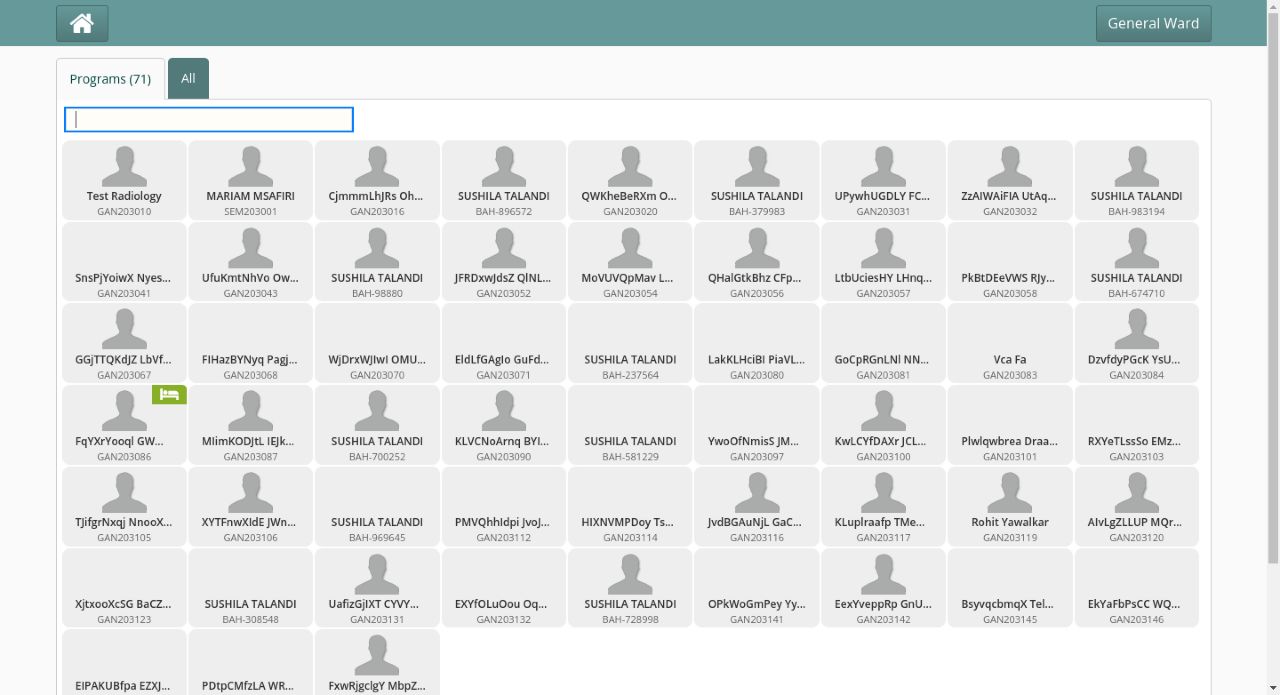 General Ward
Programs (71)
All
Test Radiology
GAN203010
MARIAM MSAFIRI
SEM203001
CjmmmLhJRs Oh...
GAN203016
SUSHILA TALANDI
BAH-896572
QWKheBeRXm O...
GAN203020
SUSHILA TALANDI
BAH-379983
UPywhUGDLY FC...
GAN203031
ZzAIWAiFIA UtAq...
GAN203032
SUSHILA TALANDI
BAH-983194
SnsPjYoiwX Nyes...
GAN203041
UfuKmtNhVo Ow...
GAN203043
SUSHILA TALANDI
BAH-98880
JFRDxwJdsZ QlNL...
GAN203052
MoVUVQpMav L...
GAN203054
QHalGtkBhz CFp...
GAN203056
LtbUciesHY LHnq...
GAN203057
PkBtDEeVWS RJy...
GAN203058
SUSHILA TALANDI
BAH-674710
GGjTTQKdJZ LbVf...
GAN203067
FIHazBYNyq Pagj...
GAN203068
WjDrxWJIwI OMU...
GAN203070
EldLfGAgIo GuFd...
GAN203071
SUSHILA TALANDI
BAH-237564
LakKLHciBI PiaVL...
GAN203080
GoCpRGnLNl NN...
GAN203081
Vca Fa
GAN203083
DzvfdyPGcK YsU...
GAN203084
FqYXrYooql GW...
GAN203086
MIimKODJtL IEJk...
GAN203087
SUSHILA TALANDI
BAH-700252
KLVCNoArnq BYI...
GAN203090
SUSHILA TALANDI
BAH-581229
YwoOfNmisS JM...
GAN203097
KwLCYfDAXr JCL...
GAN203100
Plwlqwbrea Draa...
GAN203101
RXYeTLssSo EMz...
GAN203103
TJifgrNxqj NnooX...
GAN203105
XYTFnwXIdE JWn...
GAN203106
SUSHILA TALANDI
BAH-969645
PMVQhhIdpi JvoJ...
GAN203112
HIXNVMPDoy Ts...
GAN203114
JvdBGAuNjL GaC...
GAN203116
KLuplraafp TMe...
GAN203117
Rohit Yawalkar
GAN203119
AIvLgZLLUP MQr...
GAN203120
XjtxooXcSG BaCZ...
GAN203123
SUSHILA TALANDI
BAH-308548
UafizGjIXT CYVY...
GAN203131
EXYfOLuOou Oq...
GAN203132
SUSHILA TALANDI
BAH-728998
OPkWoGmPey Yy...
GAN203141
EexYveppRp GnU...
GAN203142
BsyvqcbmqX Tel...
GAN203145
EkYaFbPsCC WQ...
GAN203146
EIPAKUBfpa EZXJ...
PDtpCMfzLA WR...
FxwRjgclgY MbpZ...